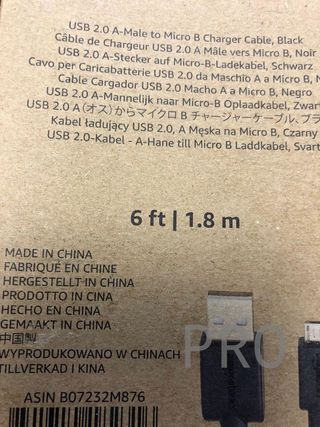 USB 2.0 A-Male to Micro B Charger Cable, Black
Câble de Chargeur USB 2.0 A Mâle vers Micro B, Noir
USB 2.0 A-Stecker auf Micro-B-Ladekabel, Schwarz
Cavo per Caricabatterie USB 2.0 da Maschio A a Micro B, N
Cable Cargador USB 2.0 Macho A a Micro B, Negro
USB 2.0 A-Mannelijk naar Micro-B Oplaadkabel, Zwar
USB 2.0 A(オス)からマイクロ B チャージャーケーブル、ブラ
Kabel ładujący USB 2.0, A Męska na Micro B, Czarny
USB 2.0-Kabel - A-Hane till Micro B Laddkabel, Svart
6 ft | 1.8 m
MADE IN CHINA
FABRIQUÉ EN CHINE
HERGESTELLT IN CHINA
PRODOTTO IN CINA
HECHO EN CHINA
GEMAAKT IN CHINA
中国製
WYPRODUKOWANO W CHINACH
TILLVERKAD I KINA
PRO
ASIN B07232M876